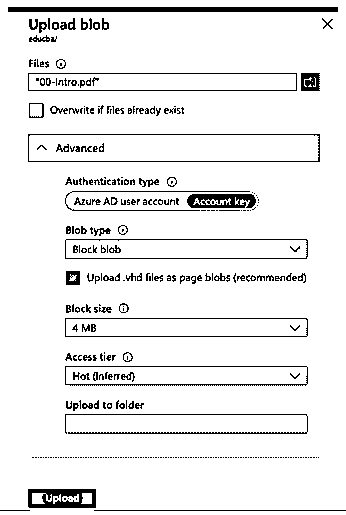 Upload blob
educba/
Files
"00-Intro.pdf"
Overwrite if files already exist
Advanced
Authentication type
Azure AD user account Account key
Blob type
Block blob
Upload .vhd files as page blobs (recommended)
Block size
4 MB
Access tier
Hot (Inferred)
Upload to folder
Upload